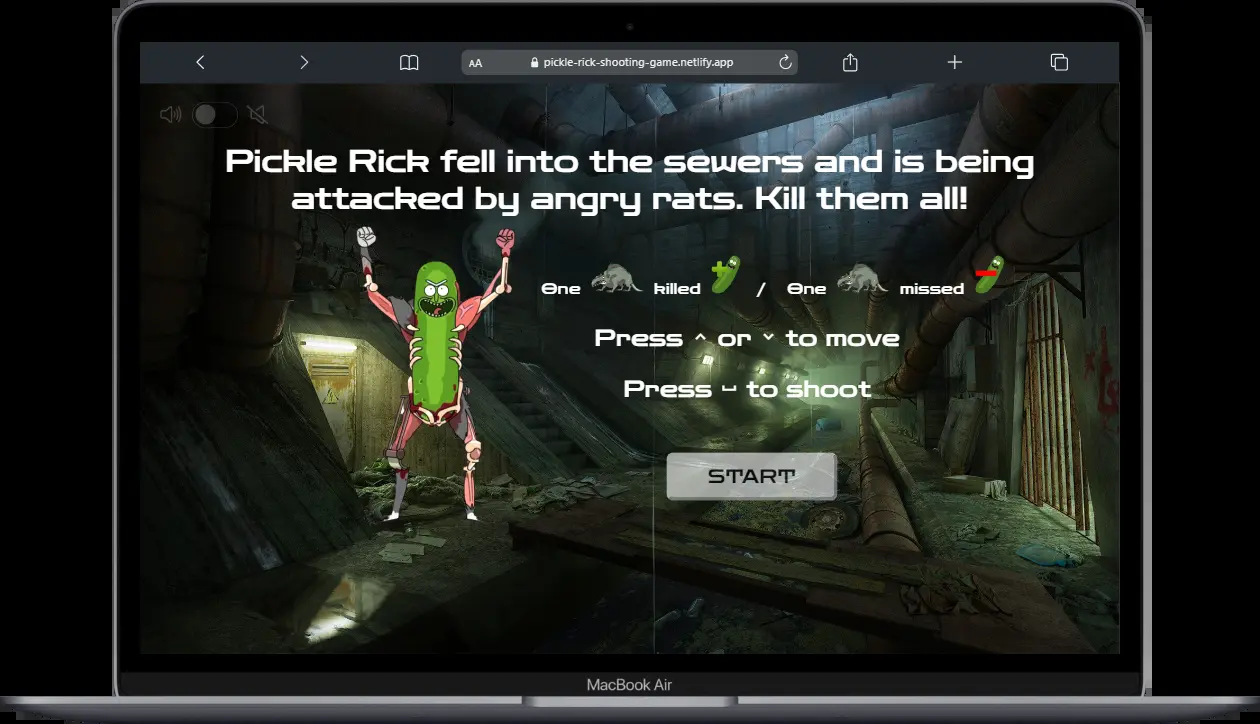 AA pickle-rick-shooting-game.netlify.app
Pickle Rick fell into the sewers and is being
attacked by angry rats. Kill them all!
One killed / One missed
Press ^ or ⌄ to move
Press ⎵ to shoot
START
MacBook Air